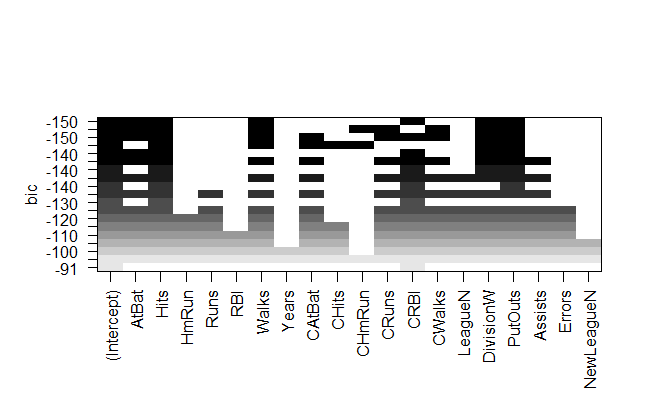 bic
-150
-150
-140
-140
-140
-130
-120
-110
-100
-91
(Intercept)
AtBat
Hits
HmRun
Runs
RBI
Walks
Years
CAtBat
CHits
CHmRun
CRuns
CRBI
CWalks
LeagueN
DivisionW
PutOuts
Assists
Errors
NewLeagueN